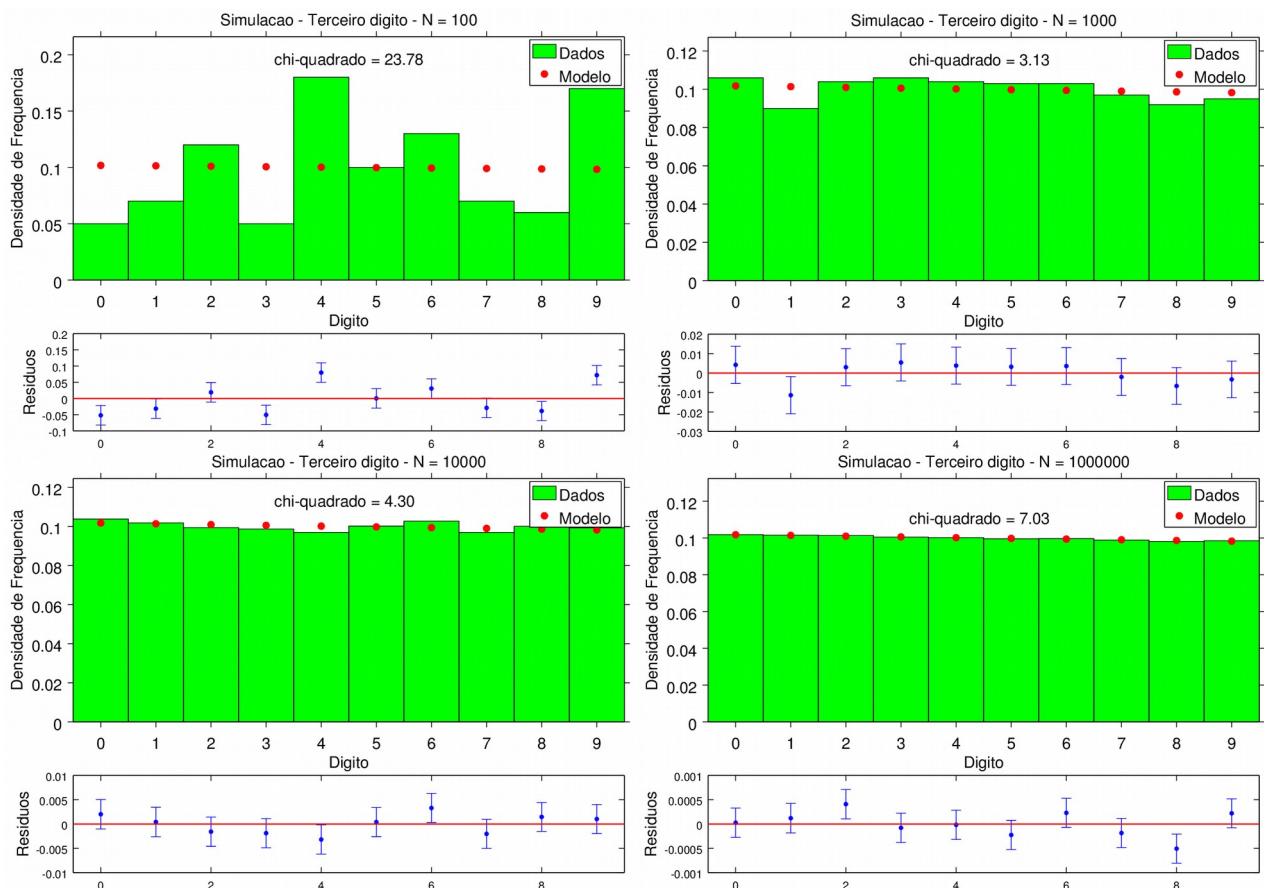 Simulacao - Terceiro digito - N = 100
chi-quadrado = 23.78
Dados
Modelo
Densidade de Frequencia
0.2
0.15
0.1
0.05
0
0 1 2 3 4 5 6 7 8 9
Digito
Residuos
0.2
0.15
0.1
0.05
0
-0.05
-0.1
0 2 4 6 8
Simulacao - Terceiro digito - N = 1000
chi-quadrado = 3.13
Dados
Modelo
Densidade de Frequencia
0.12
0.1
0.08
0.06
0.04
0.02
0
0 1 2 3 4 5 6 7 8 9
Digito
Residuos
0.02
0.01
0
-0.01
-0.02
-0.03
0 2 4 6 8
Simulacao - Terceiro digito - N = 10000
chi-quadrado = 4.30
Dados
Modelo
Densidade de Frequencia
0.12
0.1
0.08
0.06
0.04
0.02
0
0 1 2 3 4 5 6 7 8 9
Digito
Residuos
0.01
0.005
0
-0.005
-0.01
0 2 4 6 8
Simulacao - Terceiro digito - N = 1000000
chi-quadrado = 7.03
Dados
Modelo
Densidade de Frequencia
0.12
0.1
0.08
0.06
0.04
0.02
0
0 1 2 3 4 5 6 7 8 9
Digito
Residuos
0.001
0.0005
0
-0.0005
-0.001
0 2 4 6 8